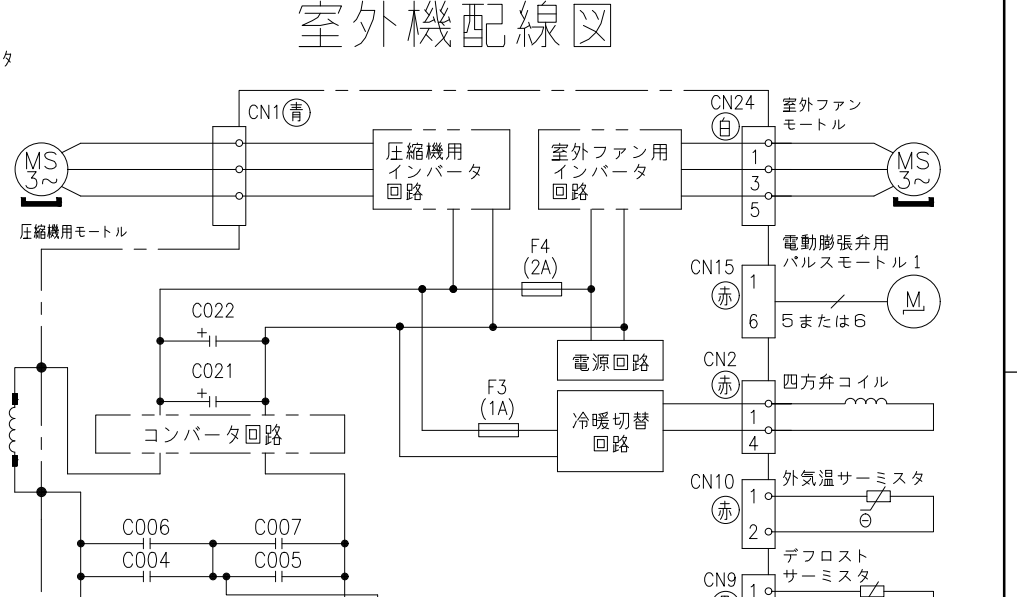 室外機配線図
タ
CN1 青
CN24
白
室外ファン
モートル
MS
3~
圧縮機用
インバータ
回路
室外ファン用
インバータ
回路
1
3
5
MS
3~
圧縮機用モートル
F4
(2A)
CN15
赤
1
6
電動膨張弁用
パルスモートル1
M
5または6
C022
+
電源回路
CN2
赤
1
4
四方弁コイル
C021
+
F3
(1A)
冷暖切替
回路
コンバータ回路
CN10
赤
1
2
外気温サーミスタ
Θ
C006
C007
C004
C005
デフロスト
サーミスタ
CN9
1